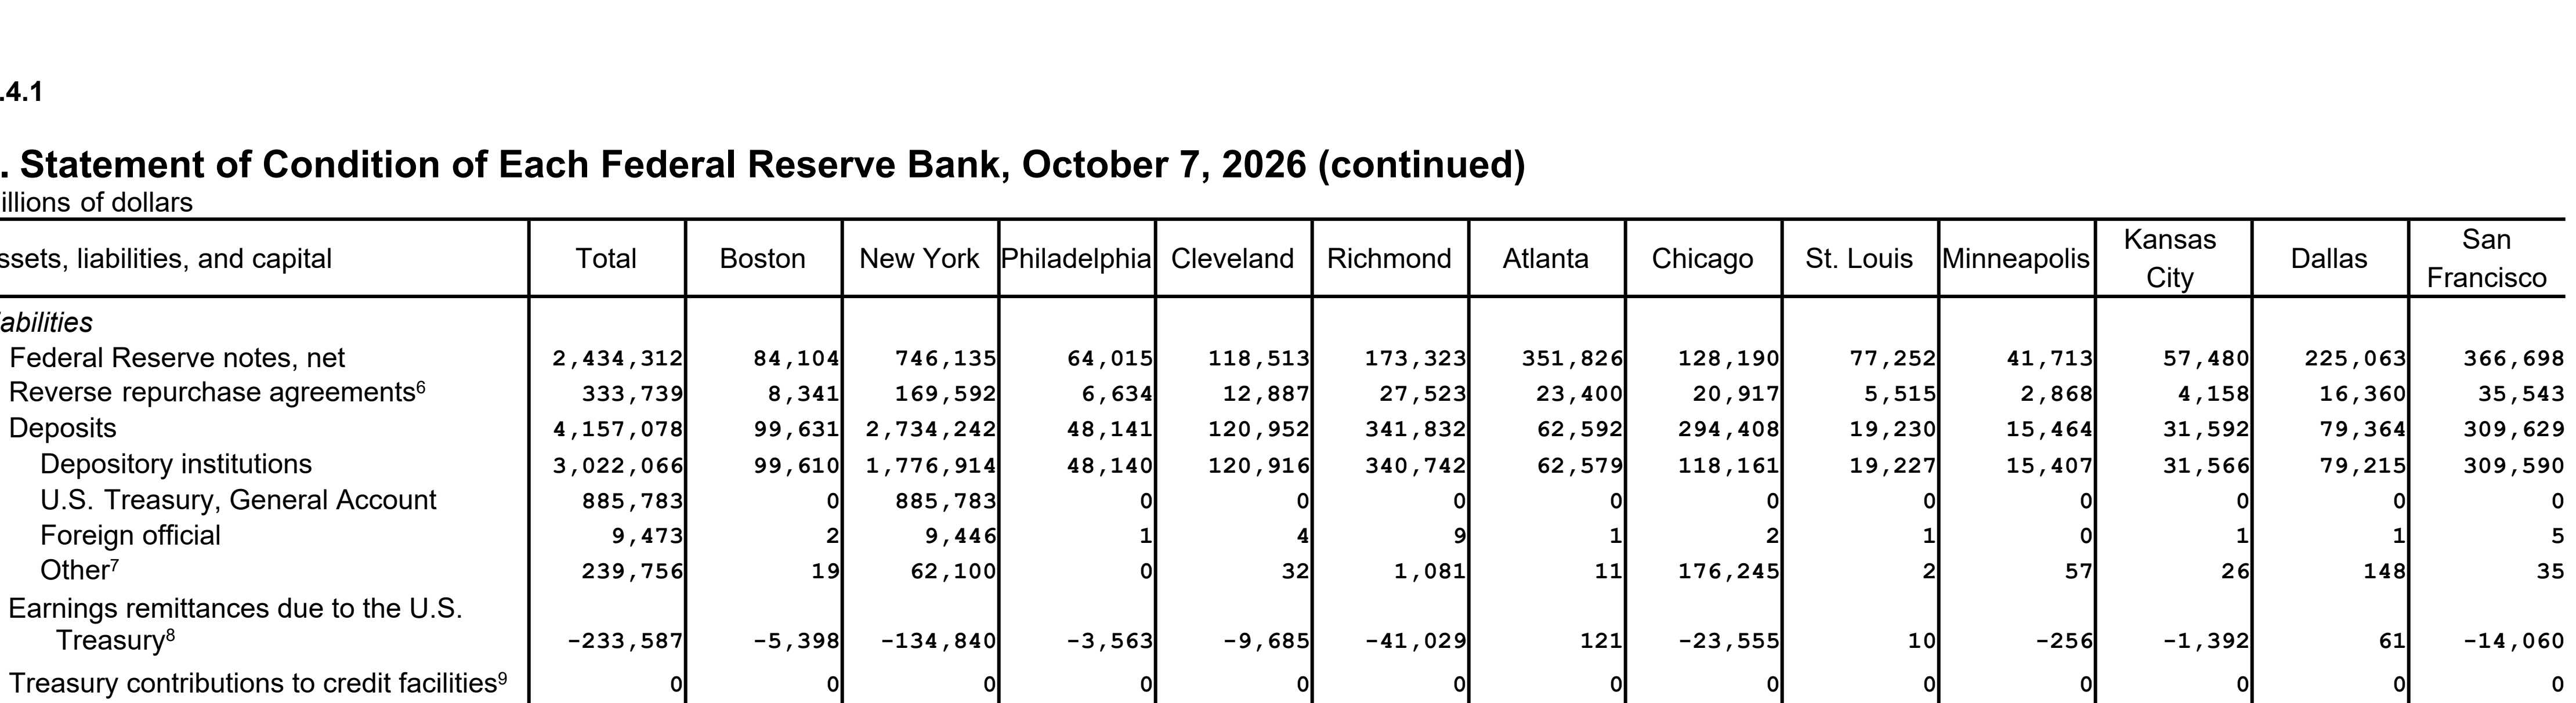 .4.1
. Statement of Condition of Each Federal Reserve Bank, October 7, 2026 (continued)
illions of dollars
ssets, liabilities, and capital Total Boston New York Philadelphia Cleveland Richmond Atlanta Chicago St. Louis Minneapolis Kansas City Dallas San Francisco
abilities
Federal Reserve notes, net 2,434,312 84,104 746,135 64,015 118,513 173,323 351,826 128,190 77,252 41,713 57,480 225,063 366,698
Reverse repurchase agreements⁶ 333,739 8,341 169,592 6,634 12,887 27,523 23,400 20,917 5,515 2,868 4,158 16,360 35,543
Deposits 4,157,078 99,631 2,734,242 48,141 120,952 341,832 62,592 294,408 19,230 15,464 31,592 79,364 309,629
Depository institutions 3,022,066 99,610 1,776,914 48,140 120,916 340,742 62,579 118,161 19,227 15,407 31,566 79,215 309,590
U.S. Treasury, General Account 885,783 0 885,783 0 0 0 0 0 0 0 0 0 0
Foreign official 9,473 2 9,446 1 4 9 1 2 1 0 1 1 5
Other⁷ 239,756 19 62,100 0 32 1,081 11 176,245 2 57 26 148 35
Earnings remittances due to the U.S.
Treasury⁸ -233,587 -5,398 -134,840 -3,563 -9,685 -41,029 121 -23,555 10 -256 -1,392 61 -14,060
Treasury contributions to credit facilities⁹ 0 0 0 0 0 0 0 0 0 0 0 0 0